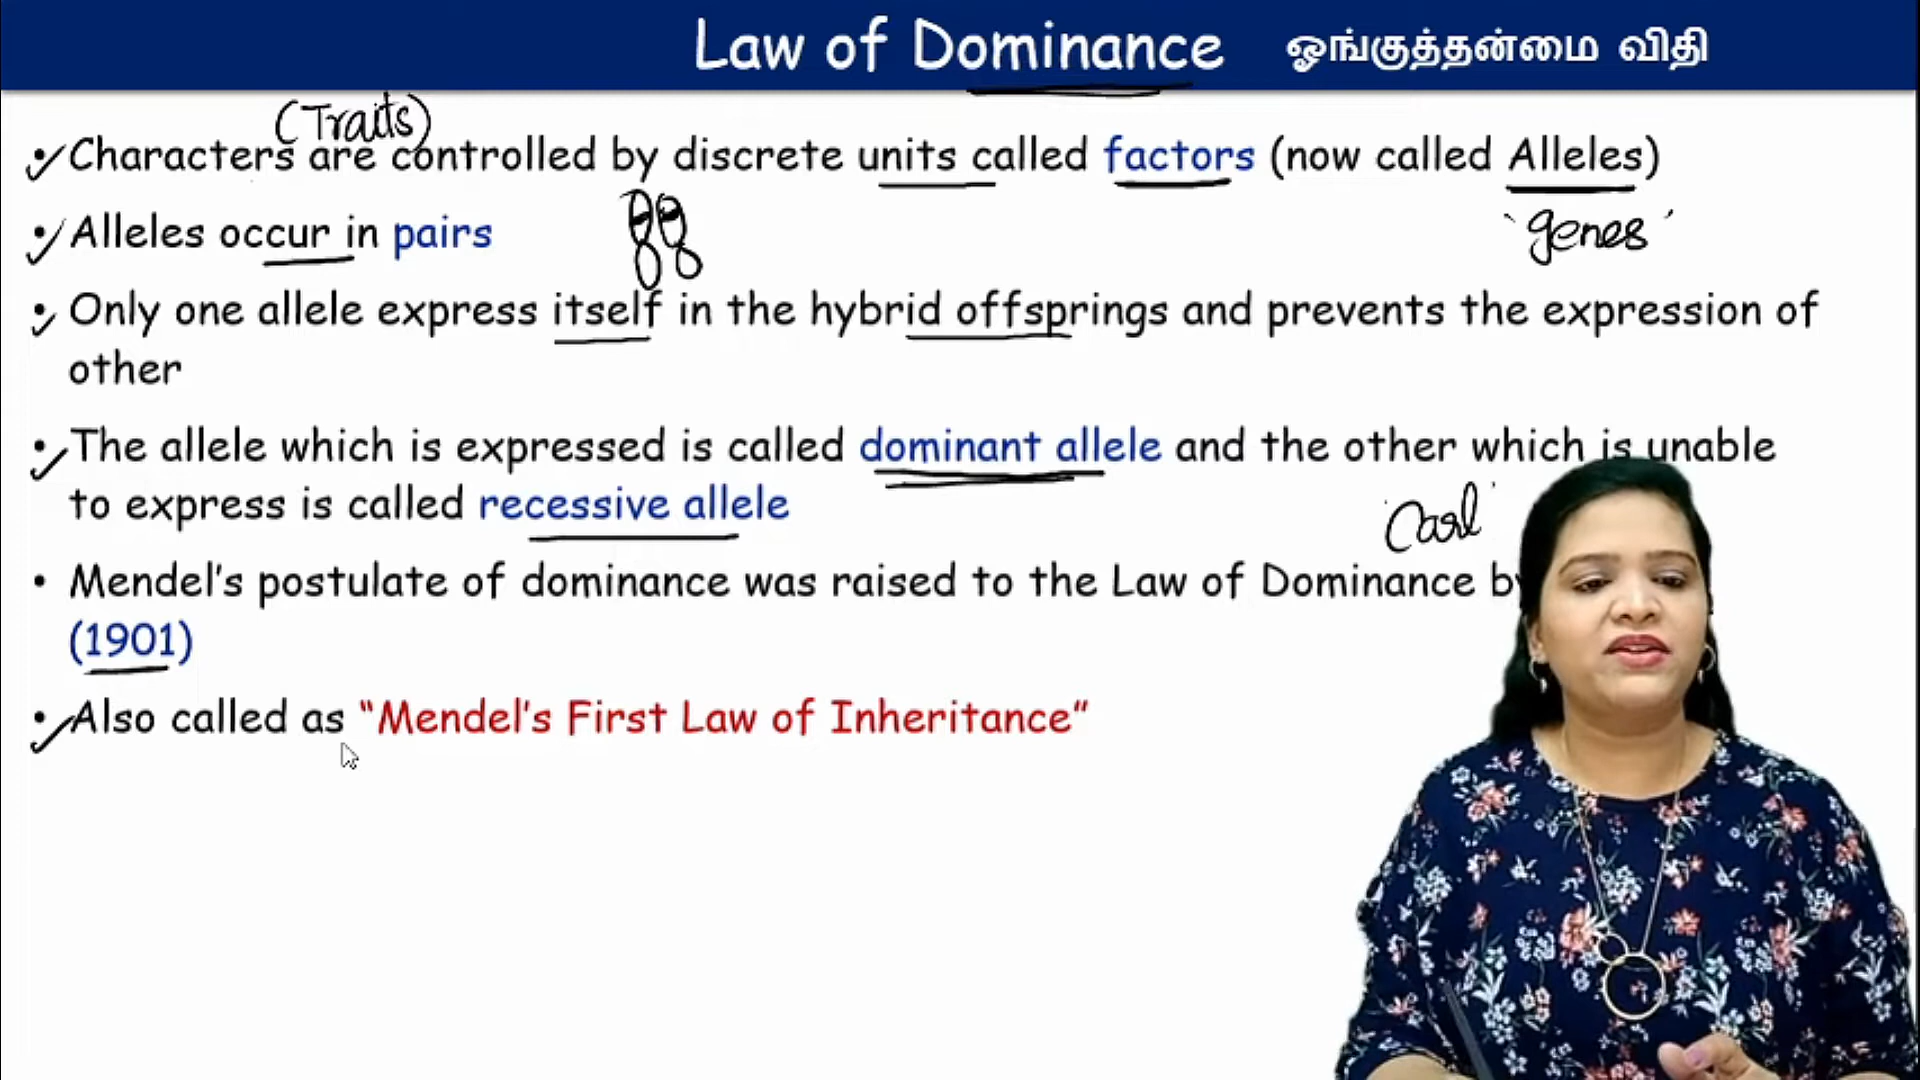 Law of Dominance ஓங்குத்தன்மை விதி
(Traits)
• Characters are controlled by discrete units called factors (now called Alleles)
'genes'
• Alleles occur in pairs
• Only one allele express itself in the hybrid offsprings and prevents the expression of
other
• The allele which is expressed is called dominant allele and the other which is unable
to express is called recessive allele
'Carl'
• Mendel's postulate of dominance was raised to the Law of Dominance by
(1901)
• Also called as "Mendel's First Law of Inheritance"